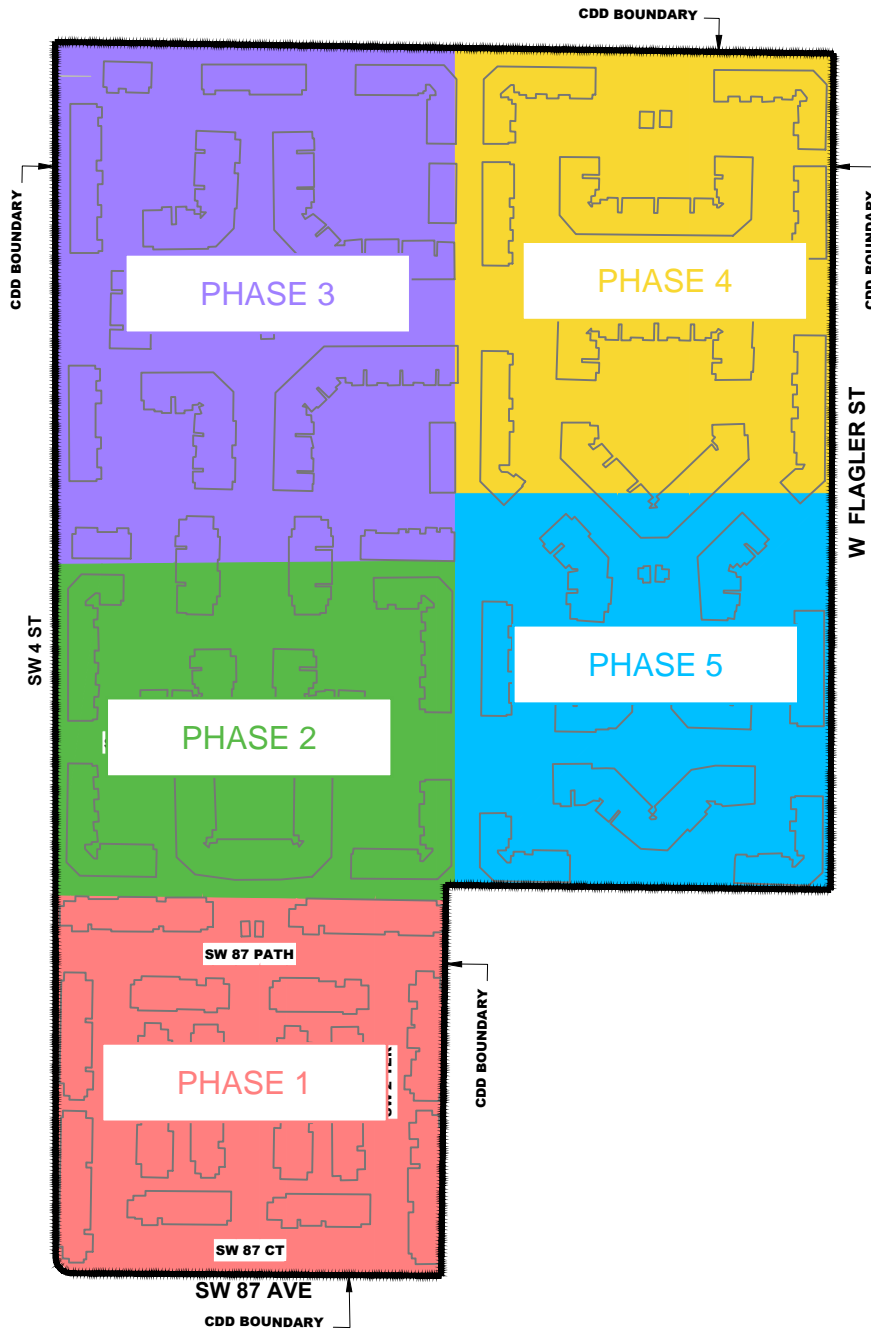 CDD BOUNDARY
CDD BOUNDARY
CDD BOUNDARY
PHASE 3
PHASE 4
W FLAGLER ST
SW 4 ST
PHASE 5
PHASE 2
SW 87 PATH
CDD BOUNDARY
PHASE 1
SW 87 CT
SW 87 AVE
CDD BOUNDARY